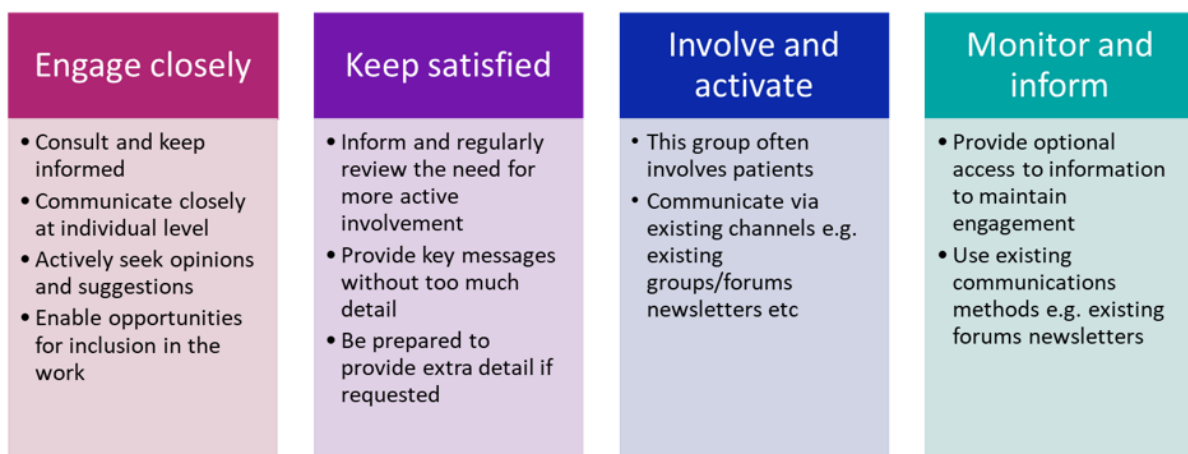 Engage closely
• Consult and keep
informed
• Communicate closely
at individual level
• Actively seek opinions
and suggestions
• Enable opportunities
for inclusion in the
work
Keep satisfied
• Inform and regularly
review the need for
more active
involvement
• Provide key messages
without too much
detail
• Be prepared to
provide extra detail if
requested
Involve and
activate
• This group often
involves patients
• Communicate via
existing channels e.g.
existing
groups/forums
newsletters etc
Monitor and
inform
• Provide optional
access to information
to maintain
engagement
• Use existing
communications
methods e.g. existing
forums newsletters